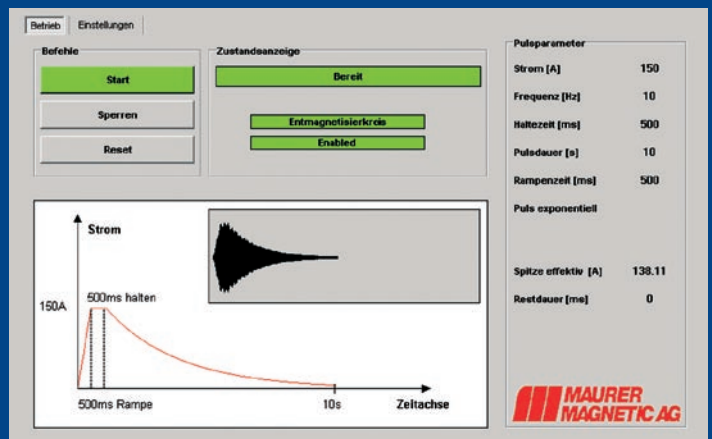 Betrieb Einstellungen
Befehle
Start
Sperren
Reset
Zustandsanzeige
Bereit
Entmagnetisierkreis
Enabled
Strom
150A
500ms halten
500ms Rampe
10s
Zeitachse
Pulsparameter
Strom [A] 150
Frequenz [Hz] 10
Haltezeit [ms] 500
Pulsdauer [s] 10
Rampenzeit [ms] 500
Puls exponentiell
Spitze effektiv [A] 138.11
Restdauer [ms] 0
MAURER
MAGNETIC AG